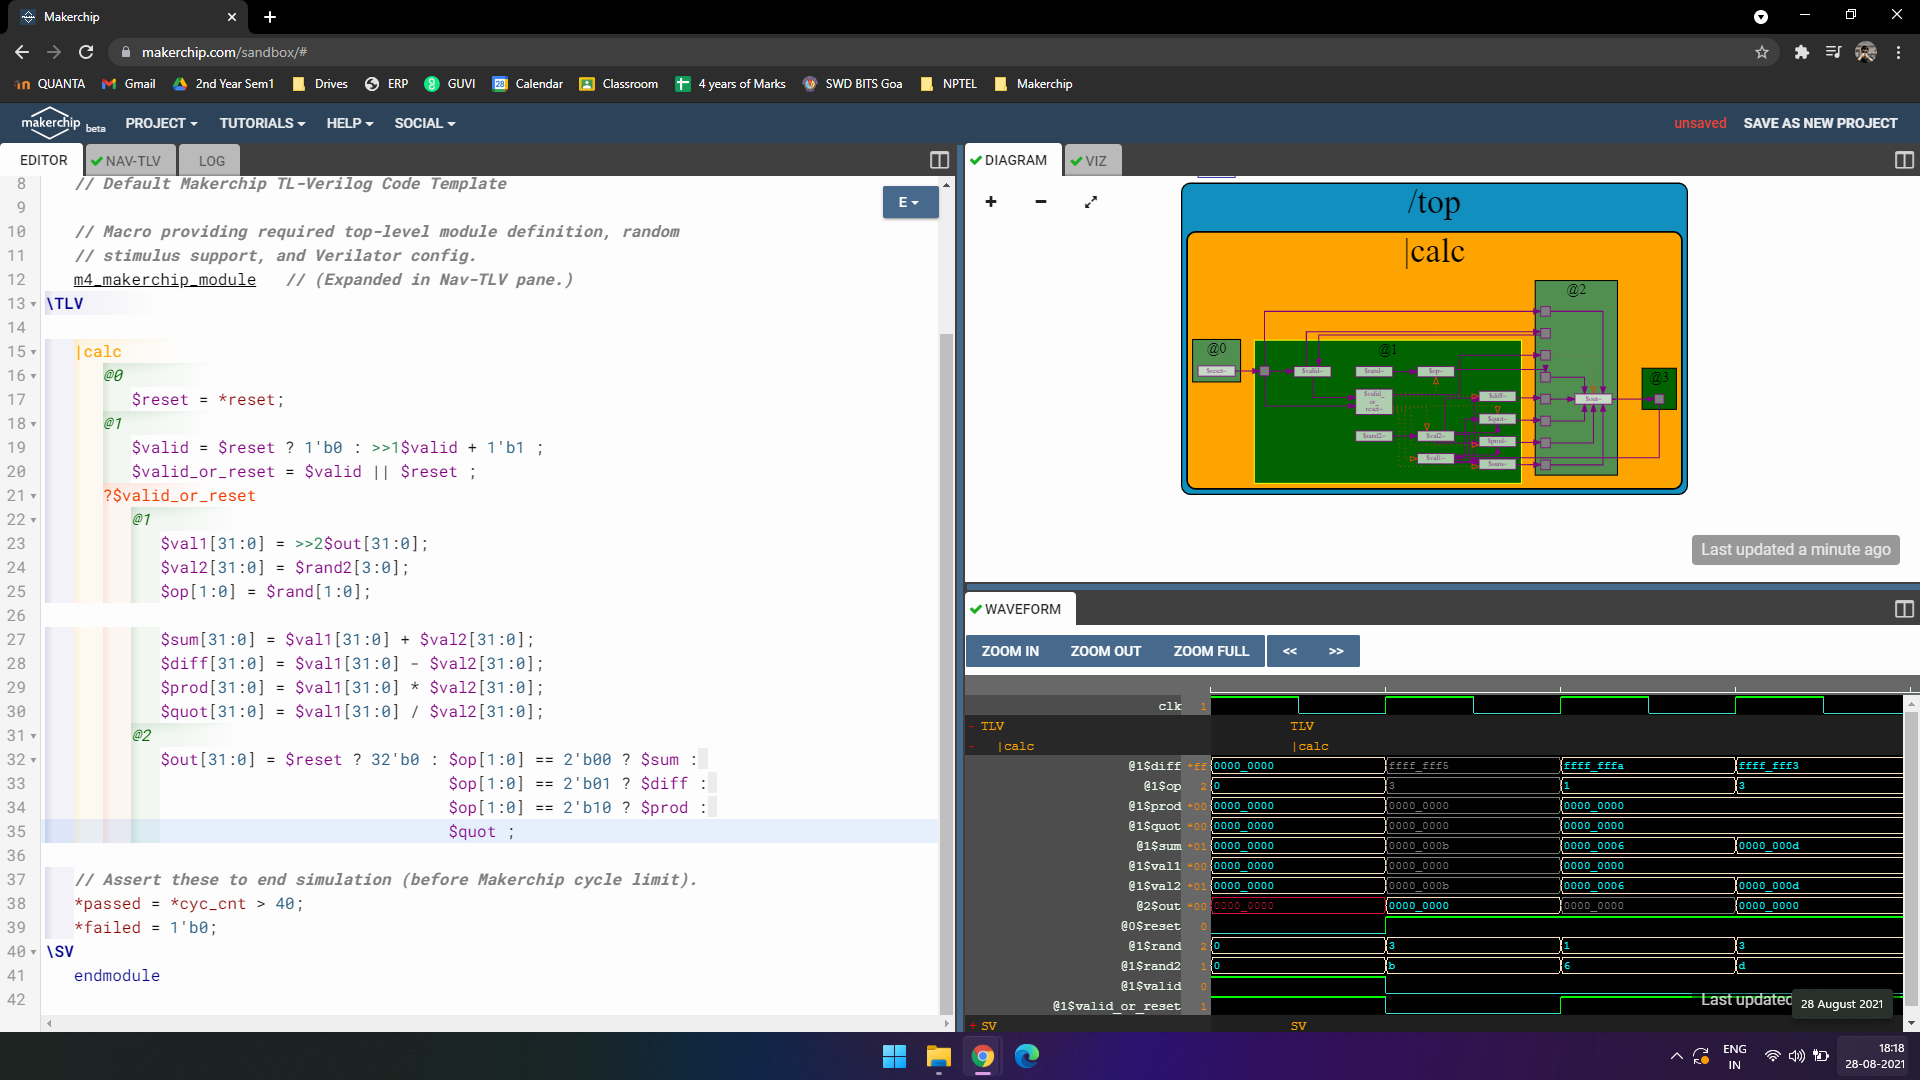 Makerchip
makerchip.com/sandbox/#
QUANTA Gmail 2nd Year Sem1 Drives ERP GUVI Calendar Classroom 4 years of Marks SWD BITS Goa NPTEL Makerchip
makerchip beta PROJECT TUTORIALS HELP SOCIAL unsaved SAVE AS NEW PROJECT
EDITOR NAV-TLV LOG
E
8 // Default Makerchip TL-Verilog Code Template
9
10 // Macro providing required top-level module definition, random
11 // stimulus support, and Verilator config.
12 m4_makerchip_module // (Expanded in Nav-TLV pane.)
13 \TLV
14
15 |calc
16 @0
17 $reset = *reset;
18 @1
19 $valid = $reset ? 1'b0 : >>1$valid + 1'b1 ;
20 $valid_or_reset = $valid || $reset ;
21 ?$valid_or_reset
22 @1
23 $val1[31:0] = >>2$out[31:0];
24 $val2[31:0] = $rand2[3:0];
25 $op[1:0] = $rand[1:0];
26
27 $sum[31:0] = $val1[31:0] + $val2[31:0];
28 $diff[31:0] = $val1[31:0] - $val2[31:0];
29 $prod[31:0] = $val1[31:0] * $val2[31:0];
30 $quot[31:0] = $val1[31:0] / $val2[31:0];
31 @2
32 $out[31:0] = $reset ? 32'b0 : $op[1:0] == 2'b00 ? $sum :
33 $op[1:0] == 2'b01 ? $diff :
34 $op[1:0] == 2'b10 ? $prod :
35 $quot ;
36
37 // Assert these to end simulation (before Makerchip cycle limit).
38 *passed = *cyc_cnt > 40;
39 *failed = 1'b0;
40 \SV
41 endmodule
42
DIAGRAM VIZ
/top
|calc
@0
@1
@2
@3
Last updated a minute ago
WAVEFORM
ZOOM IN ZOOM OUT ZOOM FULL << >>
clk 1
- TLV TLV
- |calc |calc
@1$diff *ff 0000_0000 ffff_fff5 ffff_fffa ffff_fff3
@1$op 2 0 3 1 3
@1$prod *00 0000_0000 0000_0000 0000_0000
@1$quot *00 0000_0000 0000_0000 0000_0000
@1$sum *01 0000_0000 0000_000b 0000_0006 0000_000d
@1$val1 *00 0000_0000 0000_000b 0000_0000
@1$val2 *01 0000_0000 0000_000b 0000_0006 0000_000d
@2$out *00 0000_0000 0000_0000 0000_0000 0000_0000
@0$reset 0
@1$rand 2 0 3 1 3
@1$rand2 1 0 b 6 d
@1$valid 0
@1$valid_or_reset 1
+ SV SV
Last updated
28 August 2021
ENG
IN
18:18
28-08-2021